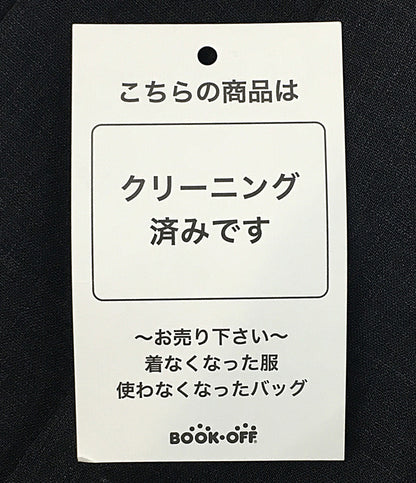 こちらの商品は
クリーニング
済みです
～お売り下さい～
着なくなった服
使わなくなったバッグ
BOOK・OFF